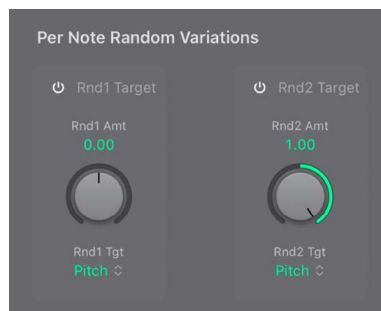 Per Note Random Variations
Rnd1 Target
Rnd1 Amt
0.00
Rnd1 Tgt
Pitch
Rnd2 Target
Rnd2 Amt
1.00
Rnd2 Tgt
Pitch